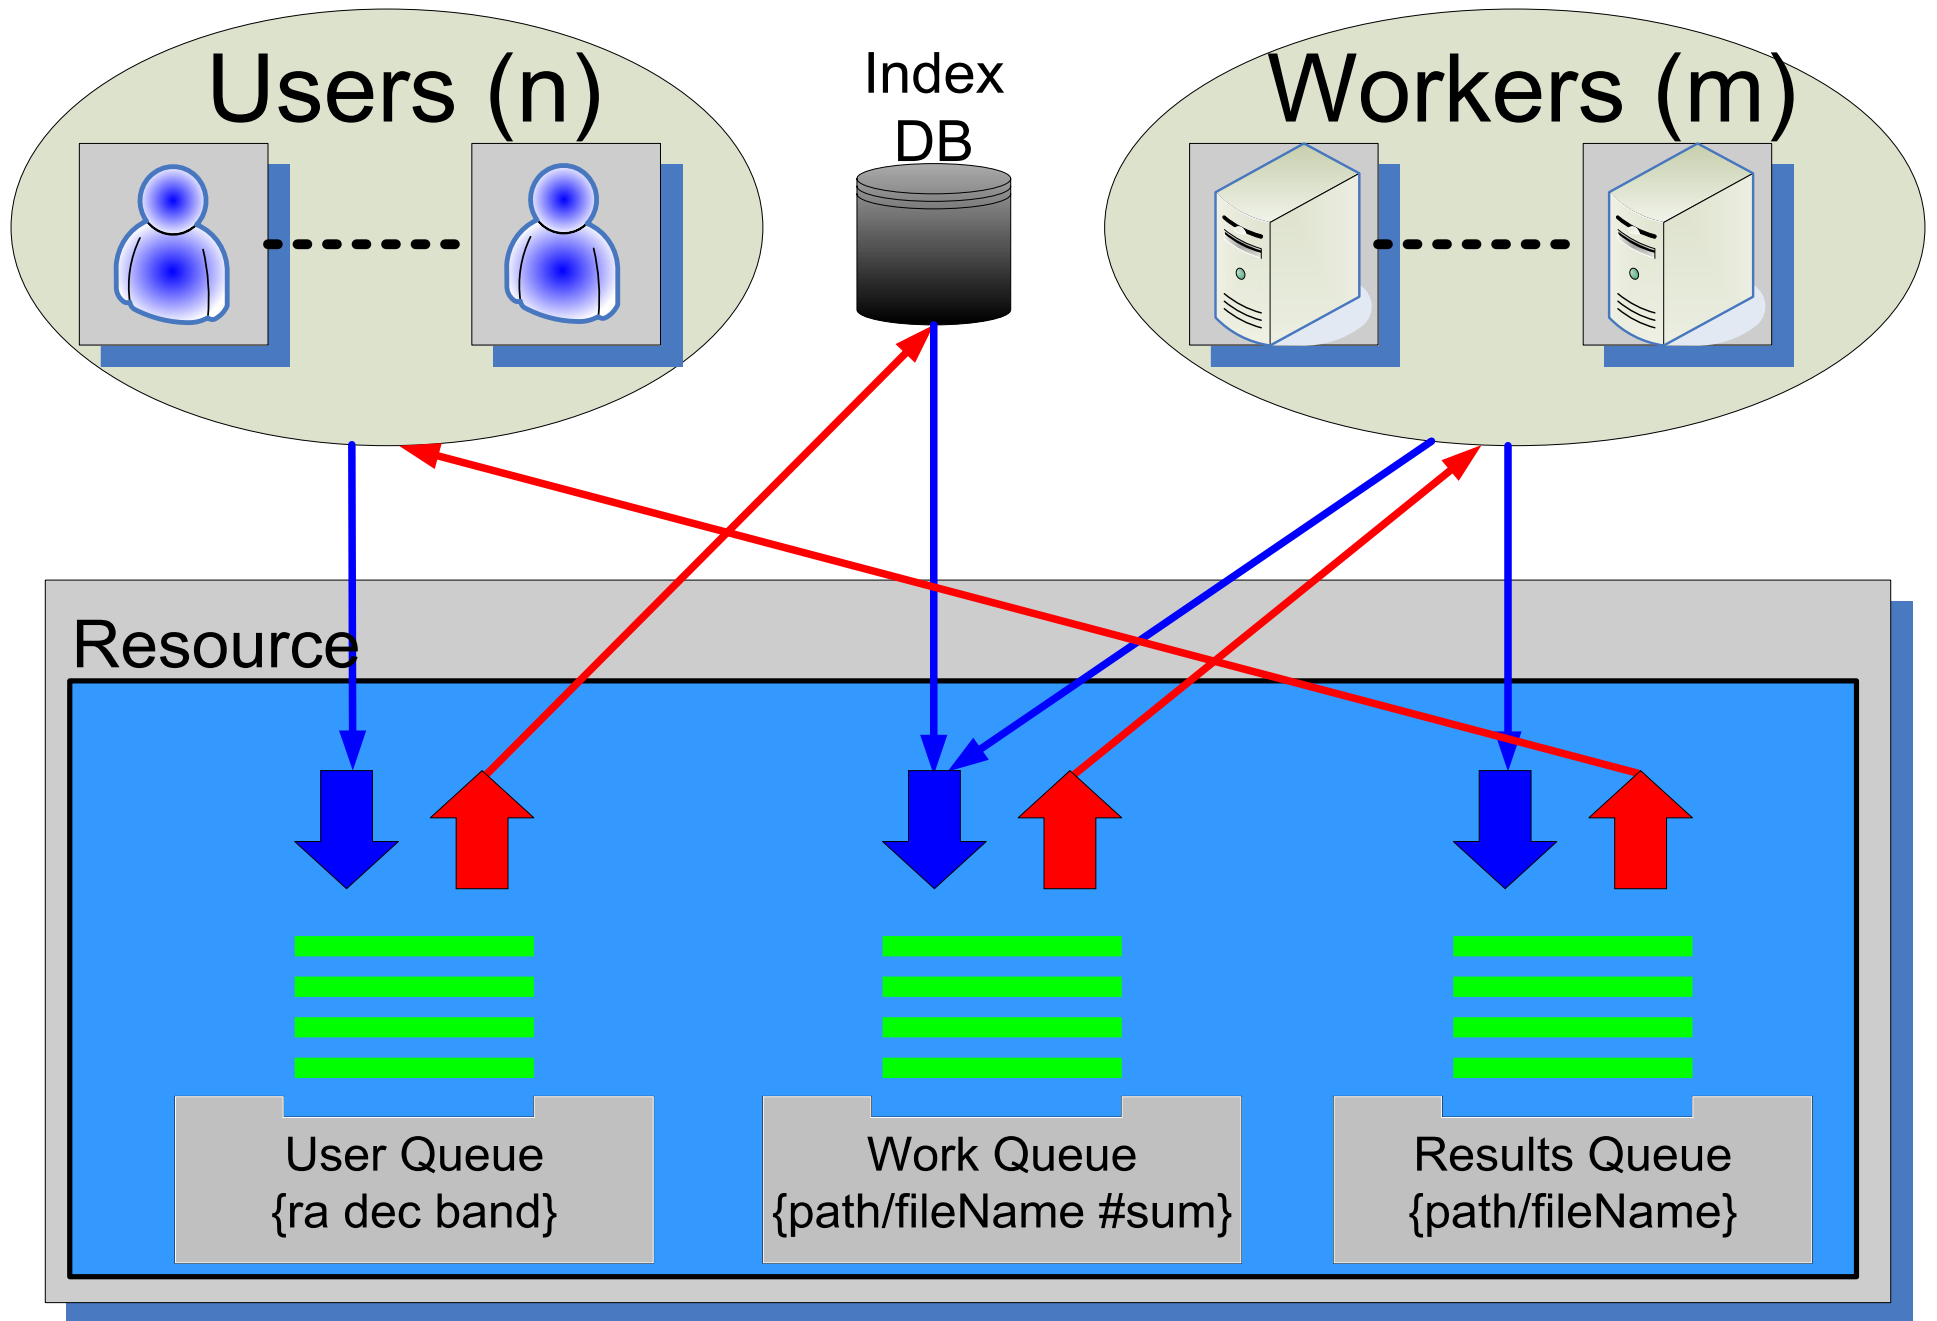 Users (n)
Index
DB
Workers (m)
Resource
User Queue
{ra dec band}
Work Queue
{path/fileName #sum}
Results Queue
{path/fileName}